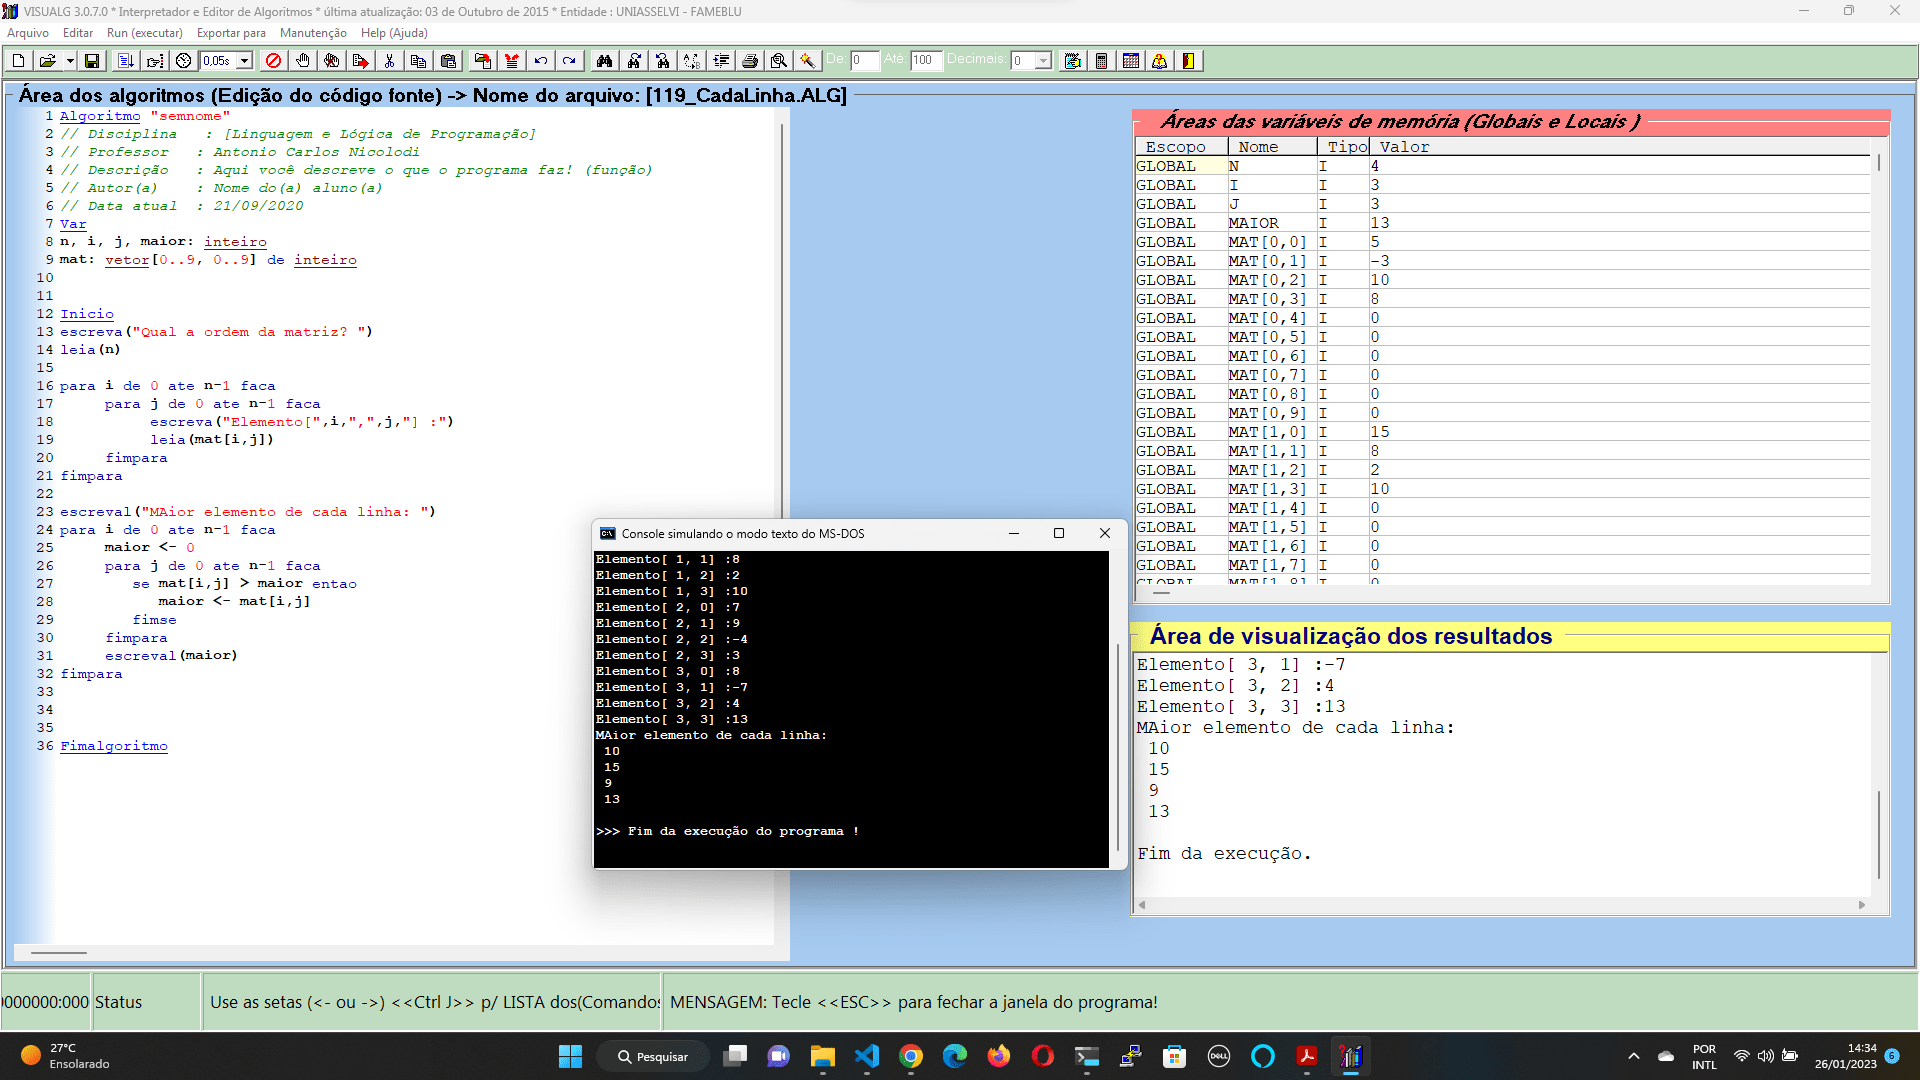 VISUALG 3.0.7.0 * Interpretador e Editor de Algoritmos * última atualização: 03 de Outubro de 2015 * Entidade : UNIASSELVI - FAMEBLU
Arquivo Editar Run (executar) Exportar para Manutenção Help (Ajuda)
0,05s De: 0 Até: 100 Decimais: 0
Área dos algoritmos (Edição do código fonte) -> Nome do arquivo: [119_CadaLinha.ALG]
1 Algoritmo "semnome"
2 // Disciplina : [Linguagem e Lógica de Programação]
3 // Professor : Antonio Carlos Nicolodi
4 // Descrição : Aqui você descreve o que o programa faz! (função)
5 // Autor(a) : Nome do(a) aluno(a)
6 // Data atual : 21/09/2020
7 Var
8 n, i, j, maior: inteiro
9 mat: vetor[0..9, 0..9] de inteiro
10
11
12 Inicio
13 escreva("Qual a ordem da matriz? ")
14 leia(n)
15
16 para i de 0 ate n-1 faca
17 para j de 0 ate n-1 faca
18 escreva("Elemento[",i,",",j,"] :")
19 leia(mat[i,j])
20 fimpara
21 fimpara
22
23 escreval("MAior elemento de cada linha: ")
24 para i de 0 ate n-1 faca
25 maior <- 0
26 para j de 0 ate n-1 faca
27 se mat[i,j] > maior entao
28 maior <- mat[i,j]
29 fimse
30 fimpara
31 escreval(maior)
32 fimpara
33
34
35
36 Fimalgoritmo
Console simulando o modo texto do MS-DOS
Elemento[ 1, 1] :8
Elemento[ 1, 2] :2
Elemento[ 1, 3] :10
Elemento[ 2, 0] :7
Elemento[ 2, 1] :9
Elemento[ 2, 2] :-4
Elemento[ 2, 3] :3
Elemento[ 3, 0] :8
Elemento[ 3, 1] :-7
Elemento[ 3, 2] :4
Elemento[ 3, 3] :13
MAior elemento de cada linha:
10
15
9
13
>>> Fim da execução do programa !
Áreas das variáveis de memória (Globais e Locais )
Escopo Nome Tipo Valor
GLOBAL N I 4
GLOBAL I I 3
GLOBAL J I 3
GLOBAL MAIOR I 13
GLOBAL MAT[0,0] I 5
GLOBAL MAT[0,1] I -3
GLOBAL MAT[0,2] I 10
GLOBAL MAT[0,3] I 8
GLOBAL MAT[0,4] I 0
GLOBAL MAT[0,5] I 0
GLOBAL MAT[0,6] I 0
GLOBAL MAT[0,7] I 0
GLOBAL MAT[0,8] I 0
GLOBAL MAT[0,9] I 0
GLOBAL MAT[1,0] I 15
GLOBAL MAT[1,1] I 8
GLOBAL MAT[1,2] I 2
GLOBAL MAT[1,3] I 10
GLOBAL MAT[1,4] I 0
GLOBAL MAT[1,5] I 0
GLOBAL MAT[1,6] I 0
GLOBAL MAT[1,7] I 0
GLOBAL MAT[1,8] I 0
Área de visualização dos resultados
Elemento[ 3, 1] :-7
Elemento[ 3, 2] :4
Elemento[ 3, 3] :13
MAior elemento de cada linha:
10
15
9
13
Fim da execução.
0000000:000 Status Use as setas (<- ou ->) <<Ctrl J>> p/ LISTA dos(Comandos MENSAGEM: Tecle <<ESC>> para fechar a janela do programa!
27°C
Ensolarado
Pesquisar
DELL
POR
INTL
14:34
26/01/2023
6